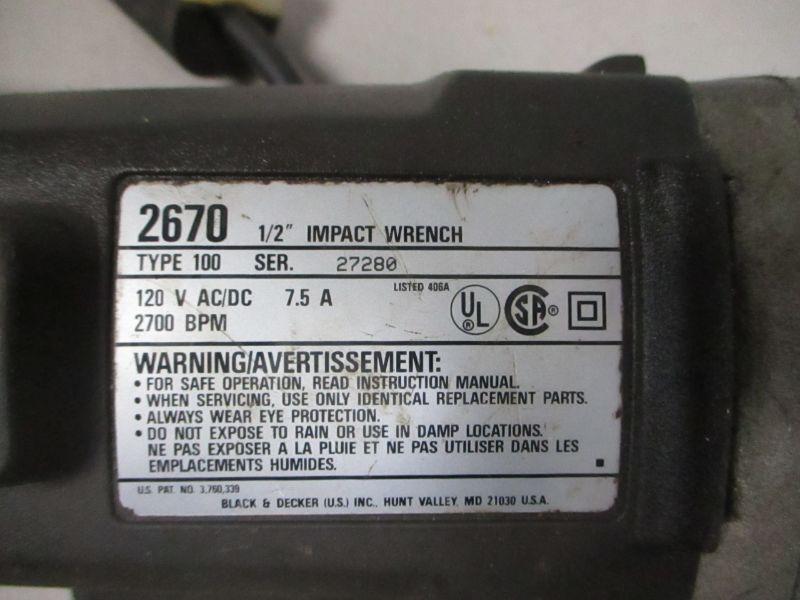 2670 1/2" IMPACT WRENCH
TYPE 100 SER. 27280
120 V AC/DC 7.5 A LISTED 406A UL ® SA ®
2700 BPM
WARNING/AVERTISSEMENT:
• FOR SAFE OPERATION, READ INSTRUCTION MANUAL.
• WHEN SERVICING, USE ONLY IDENTICAL REPLACEMENT PARTS.
• ALWAYS WEAR EYE PROTECTION.
• DO NOT EXPOSE TO RAIN OR USE IN DAMP LOCATIONS.
NE PAS EXPOSER A LA PLUIE ET NE PAS UTILISER DANS LES
EMPLACEMENTS HUMIDES.
U.S. PAT. NO. 3,760,339
BLACK & DECKER (U.S.) INC., HUNT VALLEY, MD 21030 U.S.A.